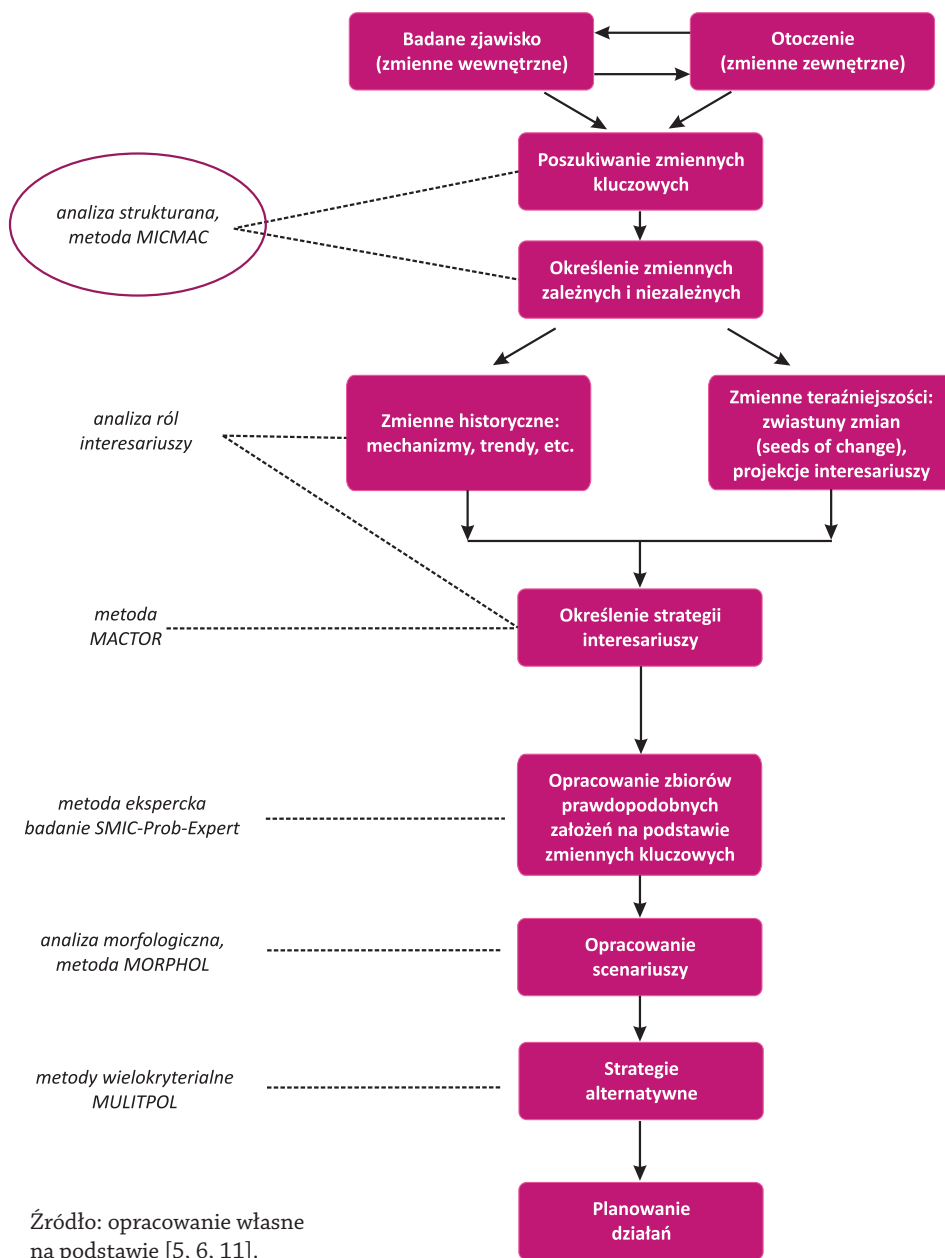 Badane zjawisko
(zmienne wewnętrzne)
Otoczenie
(zmienne zewnętrzne)
Poszukiwanie zmiennych
kluczowych
analiza strukturana,
metoda MICMAC
Określenie zmiennych
zależnych i niezależnych
analiza ról
interesariuszy
Zmienne historyczne:
mechanizmy, trendy, etc.
Zmienne teraźniejszości:
zwiastuny zmian
(seeds of change),
projekcje interesariuszy
metoda
MACTOR
Określenie strategii
interesariuszy
metoda ekspercka
badanie SMIC-Prob-Expert
Opracowanie zbiorów
prawdopodobnych
założeń na podstawie
zmiennych kluczowych
analiza morfologiczna,
metoda MORPHOL
Opracowanie
scenariuszy
metody wielokryterialne
MULITPOL
Strategie
alternatywne
Planowanie
działań
Źródło: opracowanie własne
na podstawie [5, 6, 11].